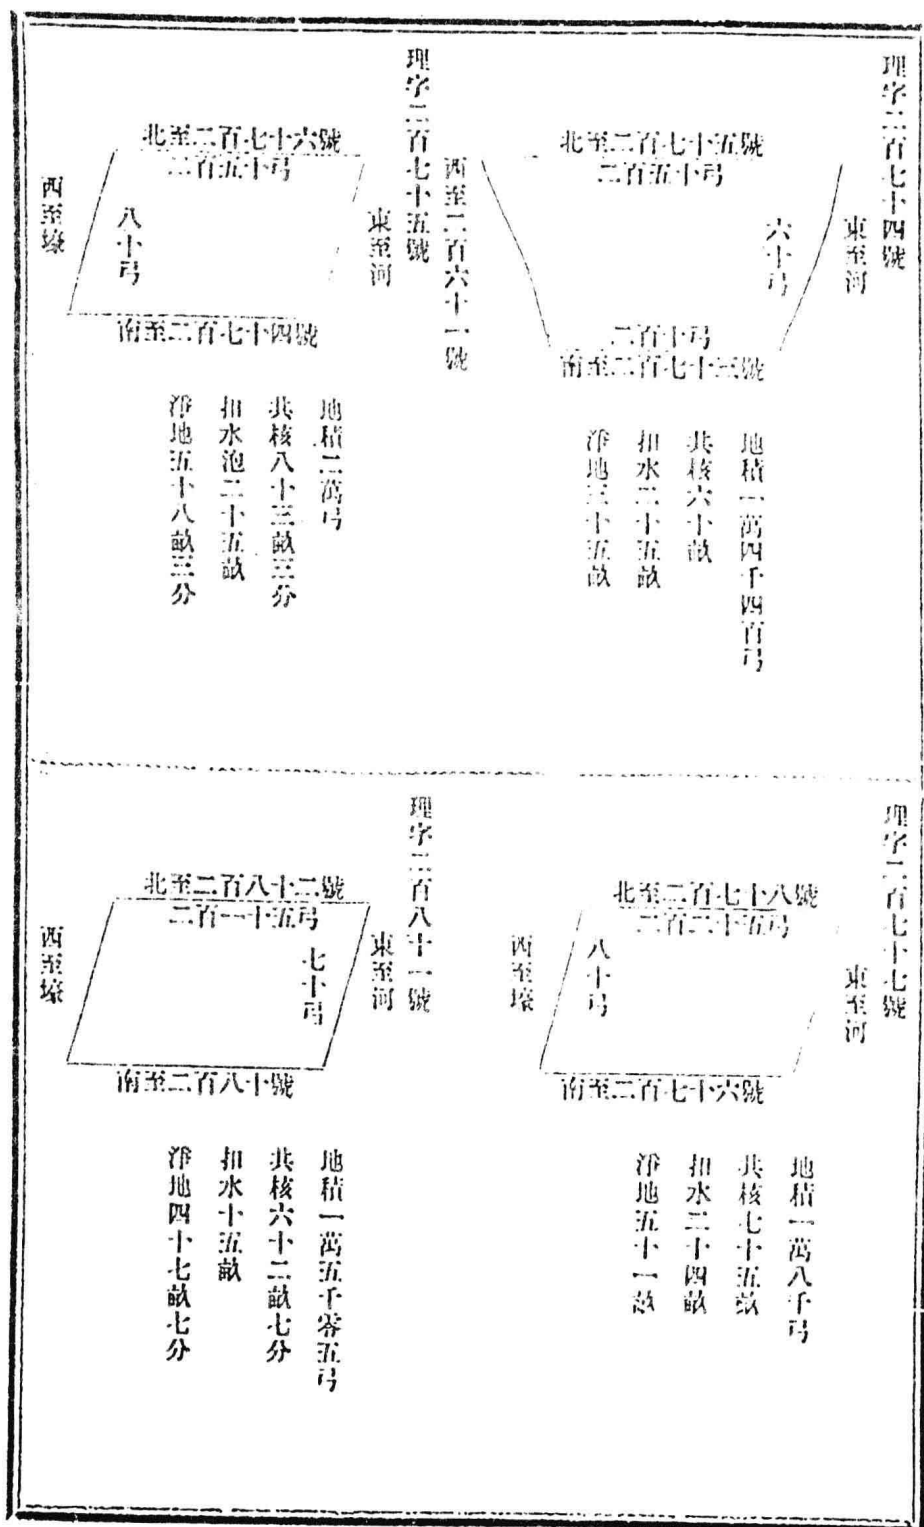 理字二百七十四號
東至河
北至二百七十五號
二百五十弓
六十弓
二百十弓
南至二百七十三號
西至二百六十一號
地積一萬四千四百弓
共核六十畝
扣水二十五畝
淨地三十五畝
理字二百七十五號
東至河
北至二百七十六號
二百五十弓
八十弓
南至二百七十四號
西至壕
地積二萬弓
共核八十三畝三分
扣水泡二十五畝
淨地五十八畝三分
理字二百七十七號
東至河
北至二百七十八號
二百二十五弓
八十弓
南至二百七十六號
西至壕
地積一萬八千弓
共核七十五畝
扣水二十四畝
淨地五十一畝
理字二百八十一號
東至河
北至二百八十二號
二百一十五弓
七十弓
南至二百八十號
西至壕
地積一萬五千零五弓
共核六十二畝七分
扣水十五畝
淨地四十七畝七分